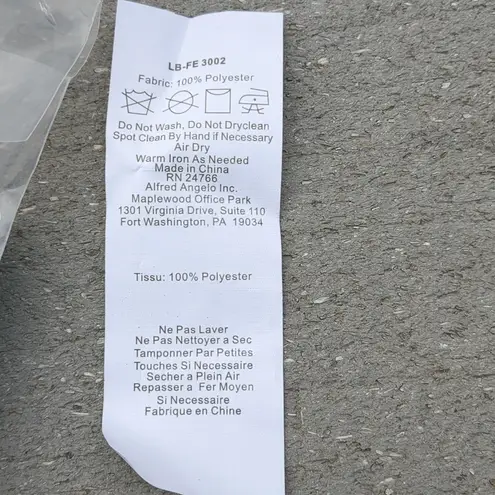 LB-FE 3002
Fabric: 100% Polyester
Do Not Wash, Do Not Dryclean
Spot Clean By Hand if Necessary
Air Dry
Warm Iron As Needed
Made in China
RN 24766
Alfred Angelo Inc.
Maplewood Office Park
1301 Virginia Drive, Suite 110
Fort Washington, PA 19034
Tissu: 100% Polyester
Ne Pas Laver
Ne Pas Nettoyer a Sec
Tamponner Par Petites
Touches Si Necessaire
Secher a Plein Air
Repasser a Fer Moyen
Si Necessaire
Fabrique en Chine